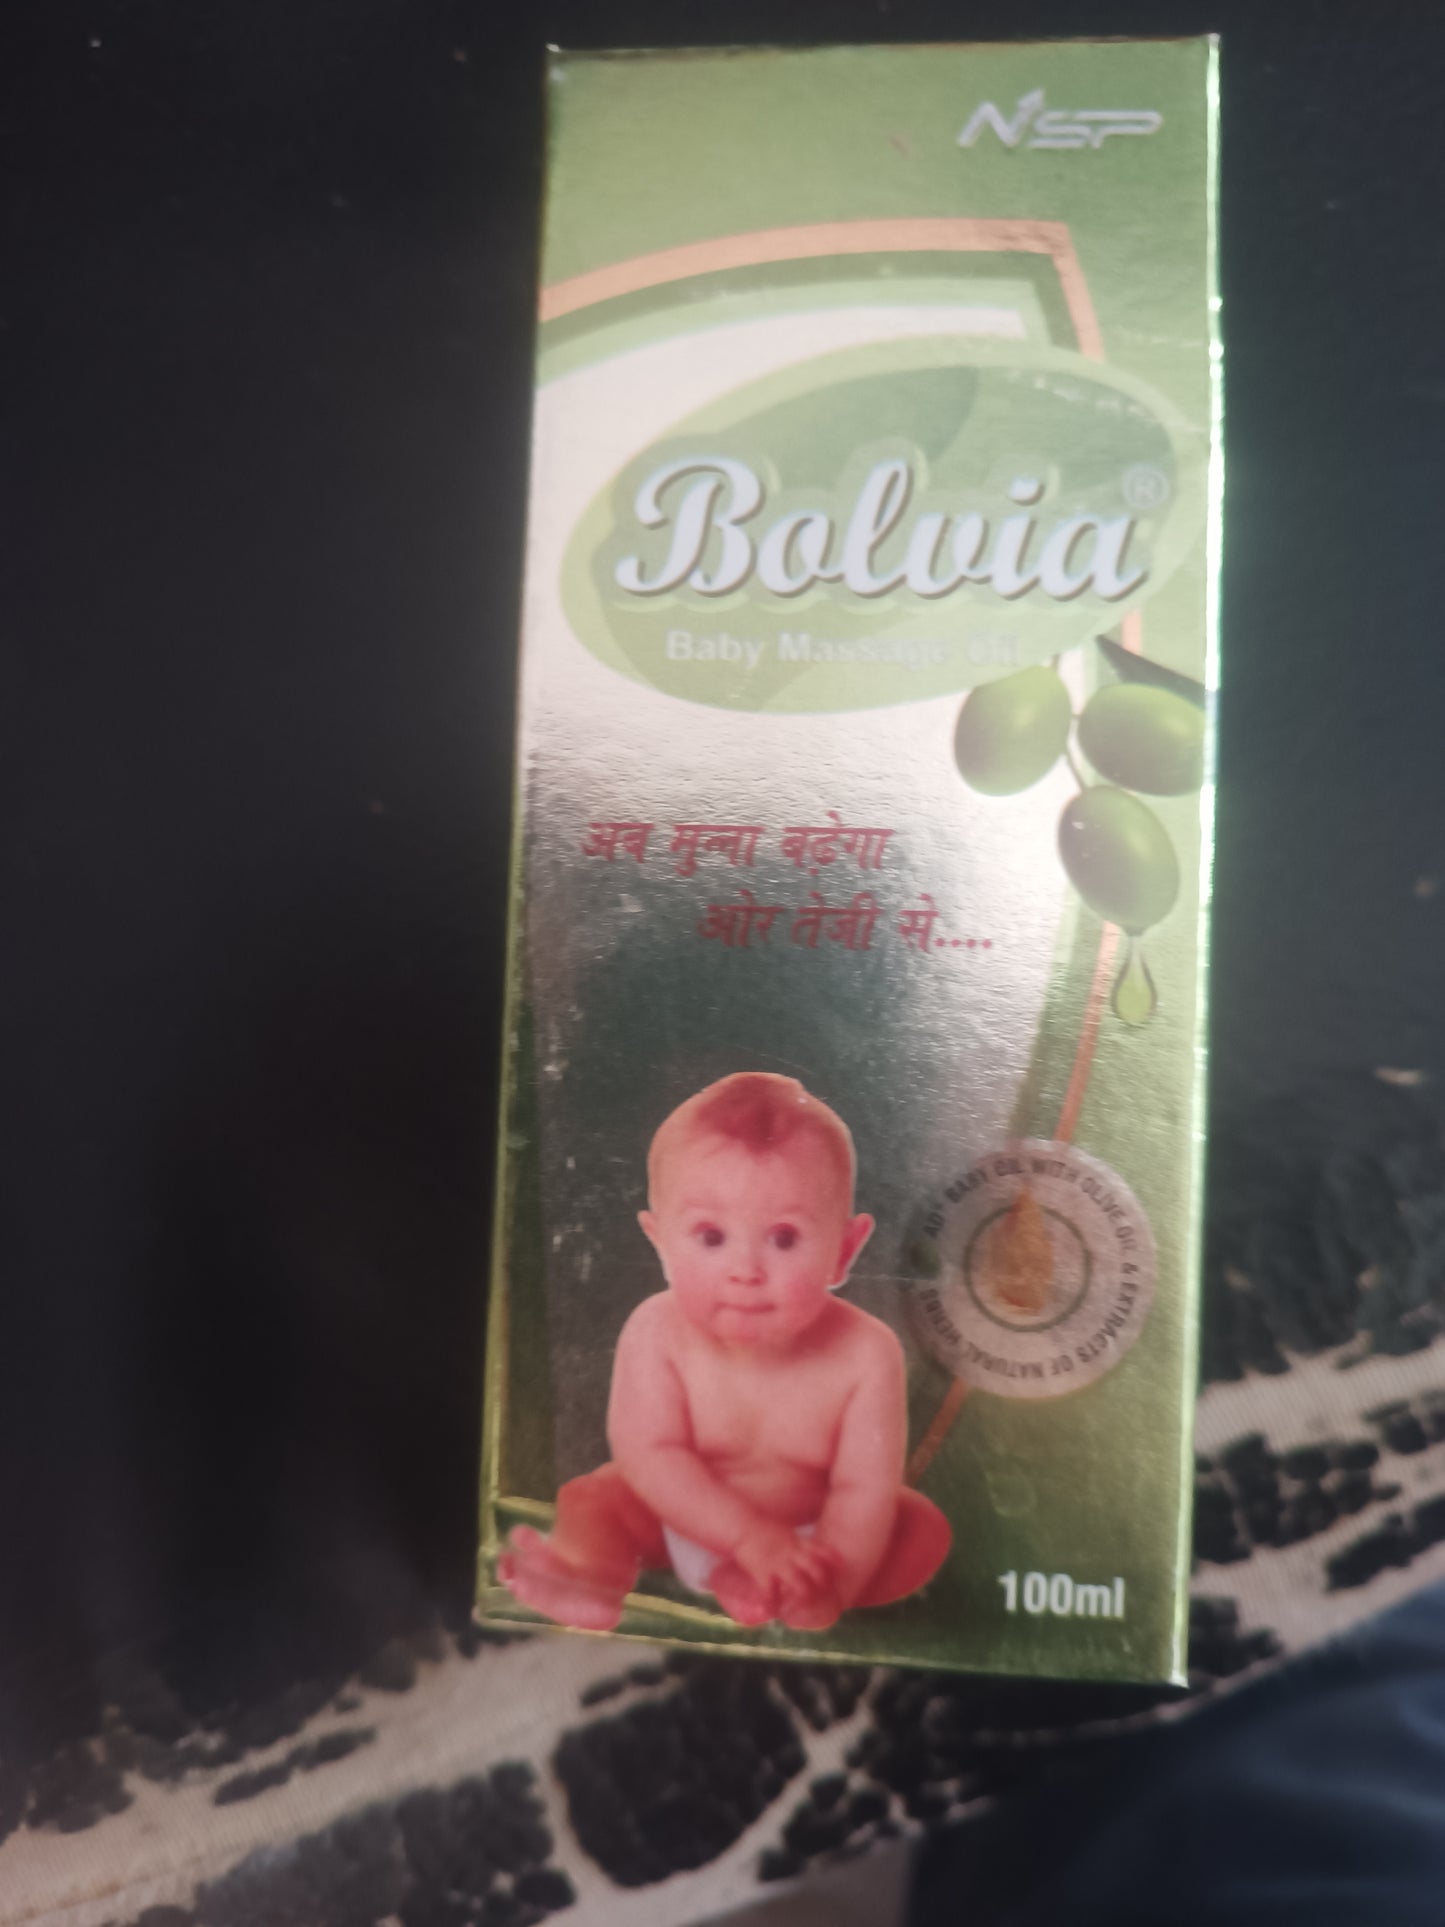 NSP
Bolvia®
Baby Massage Oil
अब मुन्ना बढ़ेगा
ओर तेजी से....
BABY OIL WITH OLIVE OIL & EXTRACTS OF NATURAL HERBS
100ml